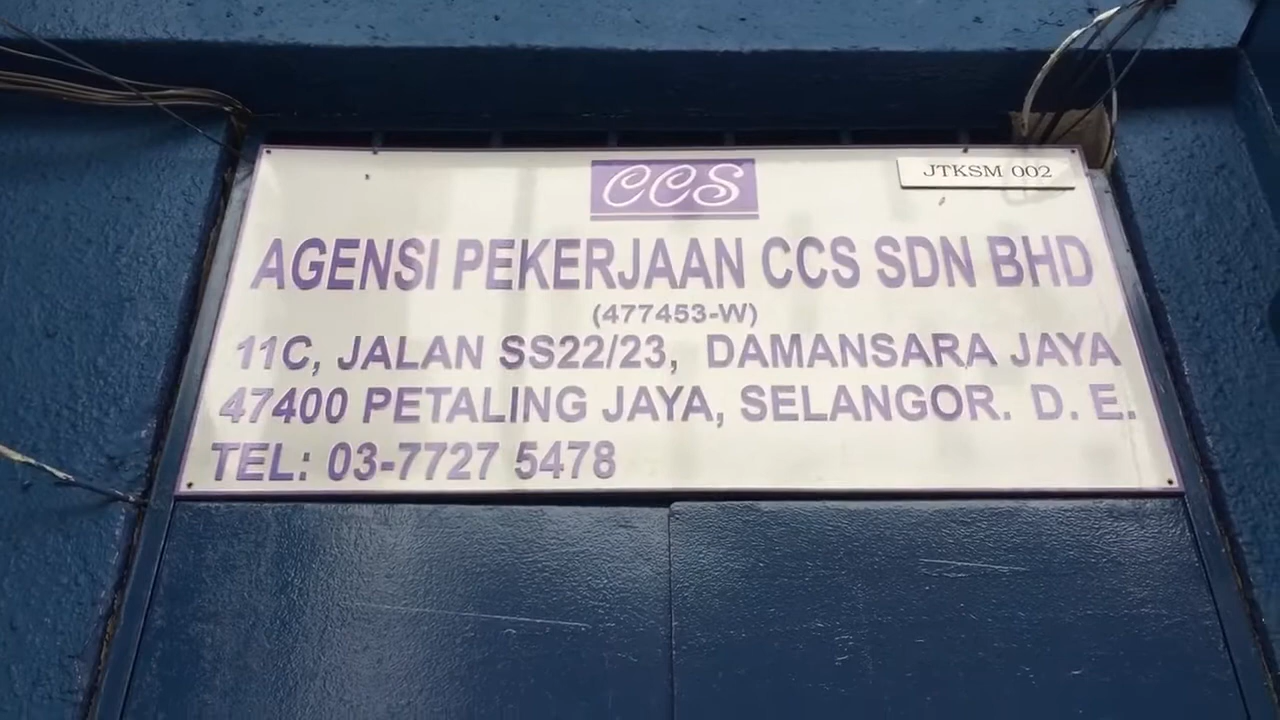 CCS
JTKSM 002
AGENSI PEKERJAAN CCS SDN BHD
(477453-W)
11C, JALAN SS22/23, DAMANSARA JAYA
47400 PETALING JAYA, SELANGOR. D. E.
TEL: 03-7727 5478